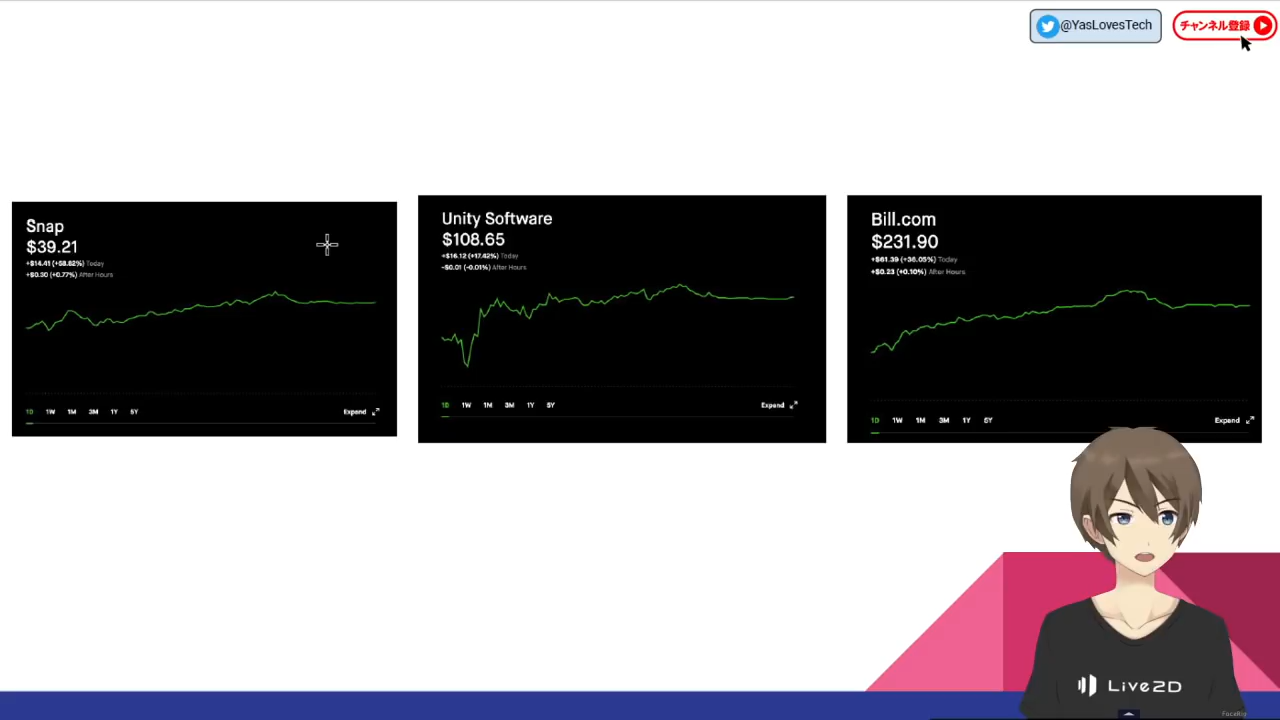 @YasLovesTech
チャンネル登録
Snap
$39.21
+$14.41 (+58.82%) Today
+$0.30 (+0.77%) After Hours
1D 1W 1M 3M 1Y 5Y
Expand
Unity Software
$108.65
+$16.12 (+17.42%) Today
-$0.01 (-0.01%) After Hours
1D 1W 1M 3M 1Y 5Y
Expand
Bill.com
$231.90
+$61.39 (+36.05%) Today
+$0.23 (+0.10%) After Hours
1D 1W 1M 3M 1Y 5Y
Expand
Live2D
FaceRig